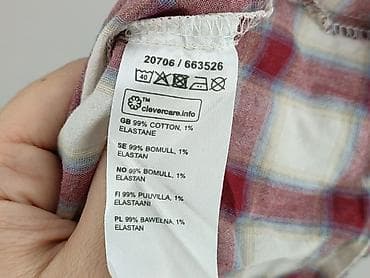 20706 / 663526
40
TM
clevercare.info
GB 99% COTTON, 1%
ELASTANE
SE 99% BOMULL, 1%
ELASTAN
NO 99% BOMULL, 1%
ELASTAN
FI 99% PUUVILLA, 1%
ELASTAANI
PL 99% BAWEŁNA, 1%
ELASTAN